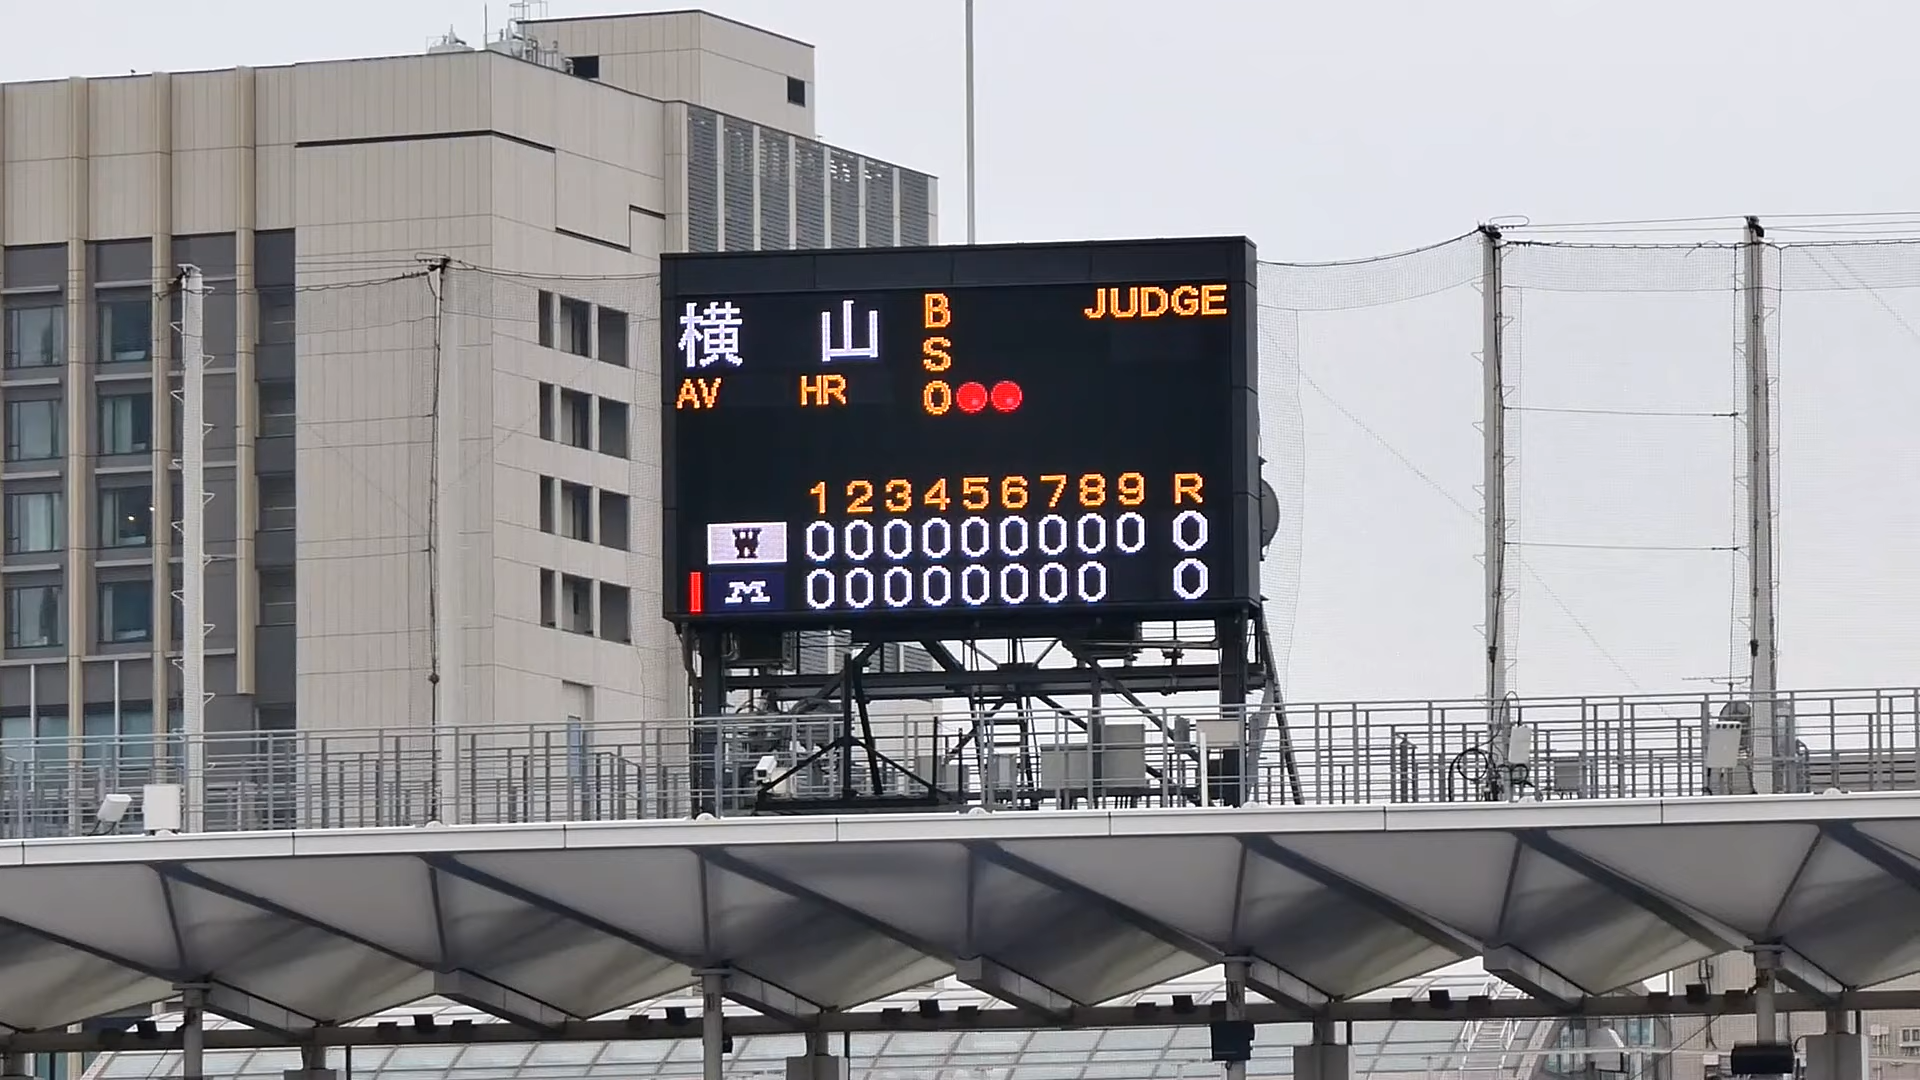 横 山 B JUDGE
S
AV HR O
1 2 3 4 5 6 7 8 9 R
W 0 0 0 0 0 0 0 0 0 0
M 0 0 0 0 0 0 0 0 0